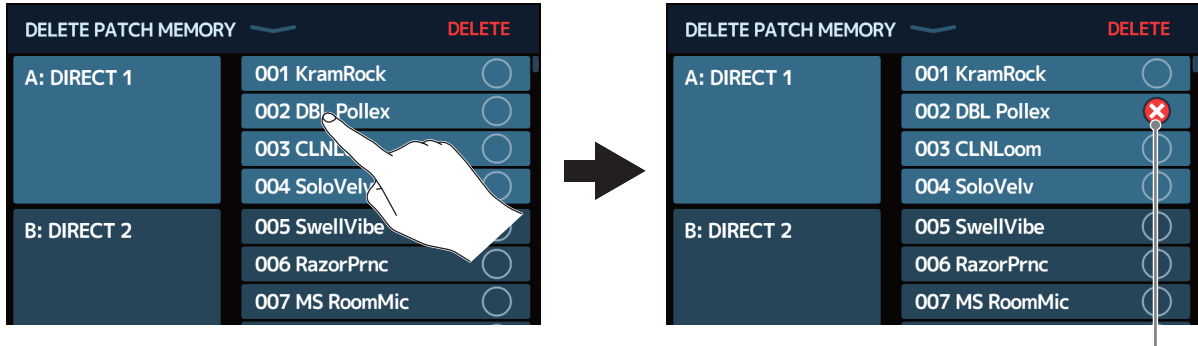 DELETE PATCH MEMORY DELETE
A: DIRECT 1
001 KramRock
002 DBL Pollex
003 CLNL
004 SoloVelv
B: DIRECT 2
005 SwellVibe
006 RazorPrnc
007 MS RoomMic
DELETE PATCH MEMORY DELETE
A: DIRECT 1
001 KramRock
002 DBL Pollex
003 CLNLoom
004 SoloVelv
B: DIRECT 2
005 SwellVibe
006 RazorPrnc
007 MS RoomMic